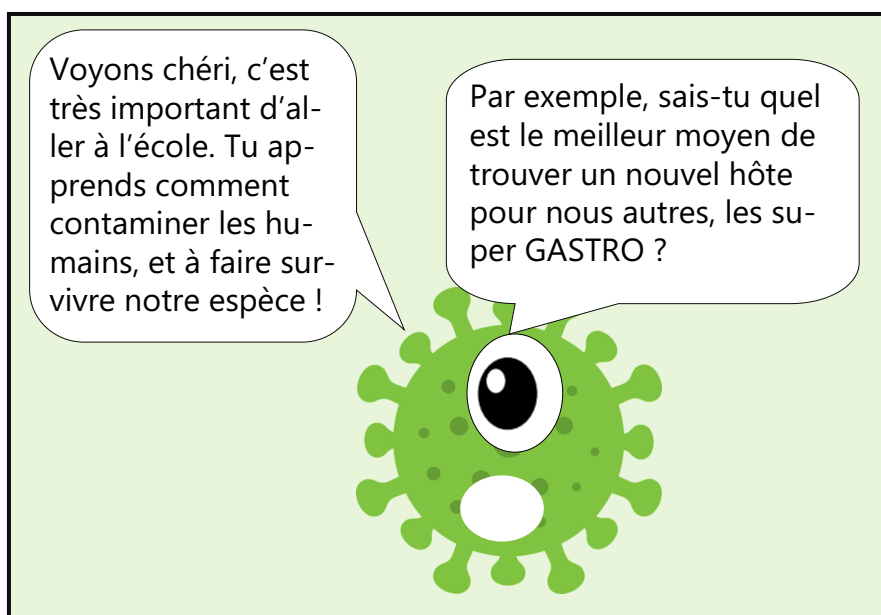 Voyons chéri, c’est
très important d’al-
ler à l’école. Tu ap-
prends comment
contaminer les hu-
mains, et à faire sur-
vivre notre espèce !
Par exemple, sais-tu quel
est le meilleur moyen de
trouver un nouvel hôte
pour nous autres, les su-
per GASTRO ?